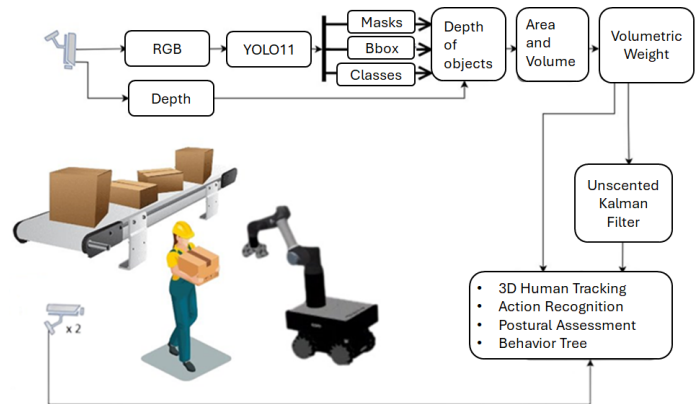 RGB
YOLO11
Masks
Bbox
Classes
Depth
of
objects
Area
and
Volume
Volumetric
Weight
Depth
Unscented
Kalman
Filter
• 3D Human Tracking
• Action Recognition
• Postural Assessment
• Behavior Tree
x 2